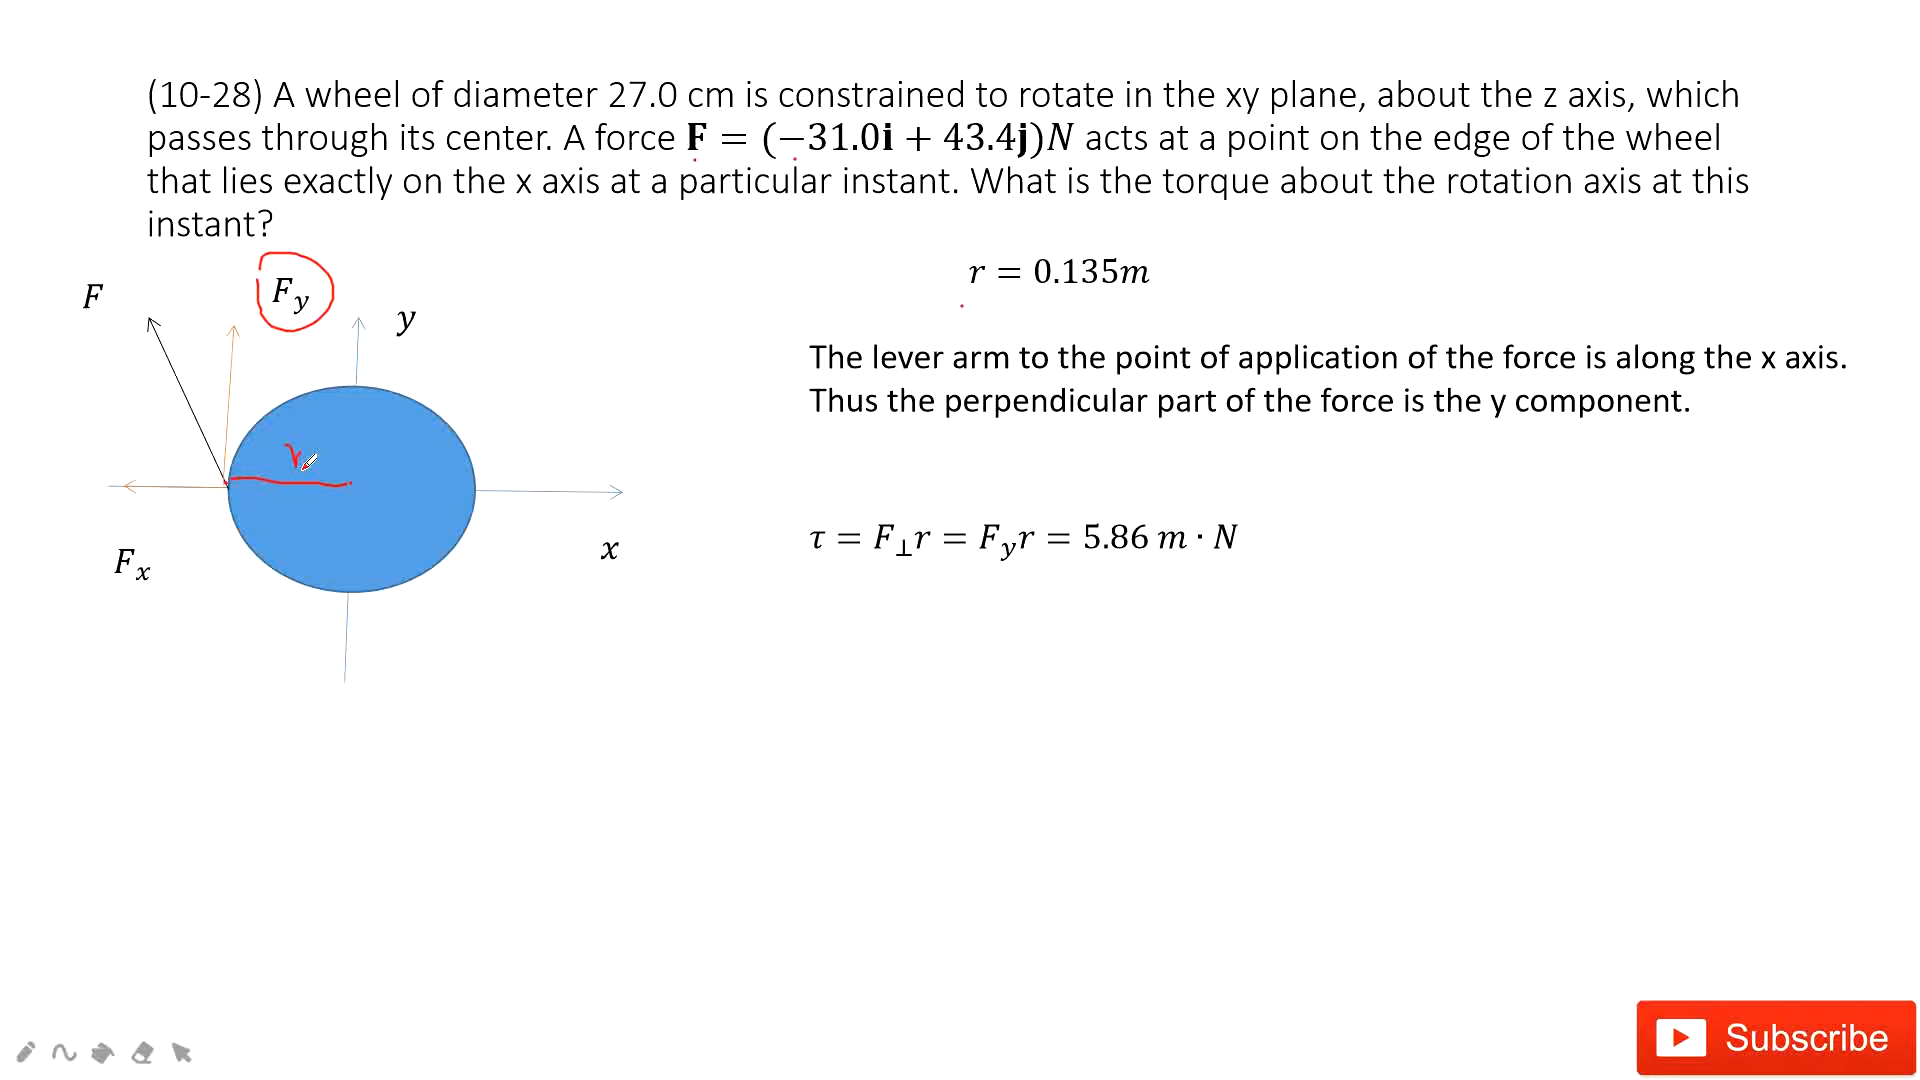 (10-28) A wheel of diameter 27.0 cm is constrained to rotate in the xy plane, about the z axis, which
passes through its center. A force 𝐅 = (−31.0𝐢 + 43.4𝐣)N acts at a point on the edge of the wheel
that lies exactly on the x axis at a particular instant. What is the torque about the rotation axis at this
instant?
r = 0.135m
F
F_y
y
The lever arm to the point of application of the force is along the x axis.
Thus the perpendicular part of the force is the y component.
r
τ = F_⊥r = F_yr = 5.86 m · N
F_x
x
Subscribe